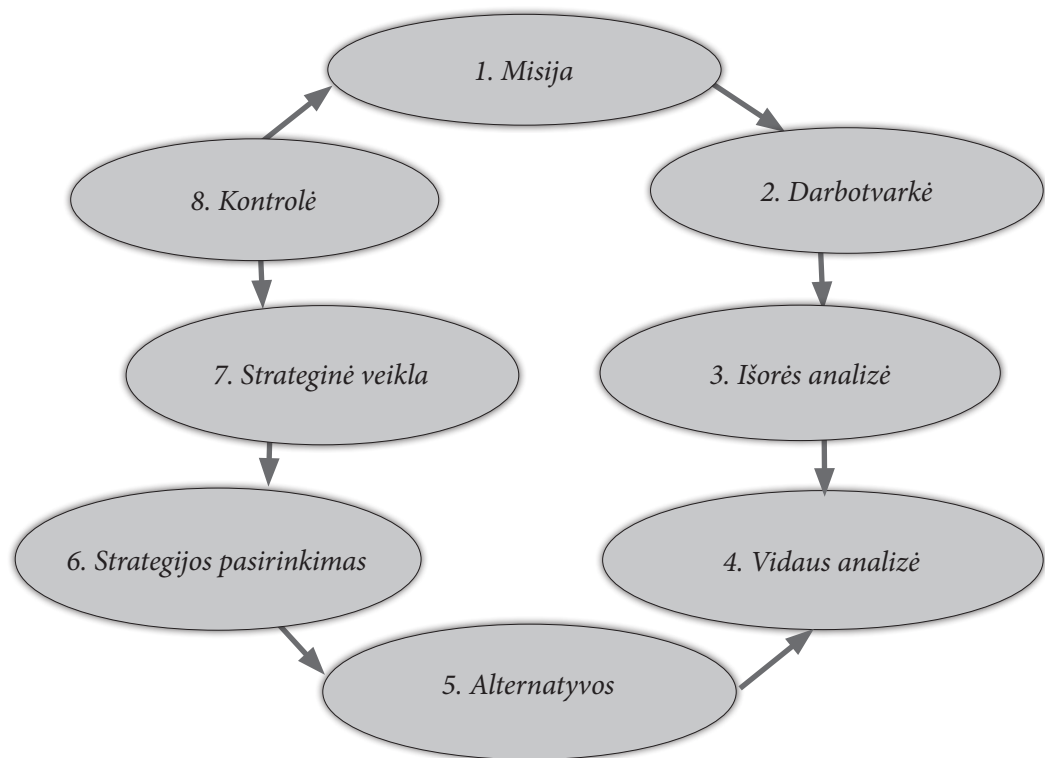 1. Misija
2. Darbotvarkė
3. Išorės analizė
4. Vidaus analizė
5. Alternatyvos
6. Strategijos pasirinkimas
7. Strateginė veikla
8. Kontrolė